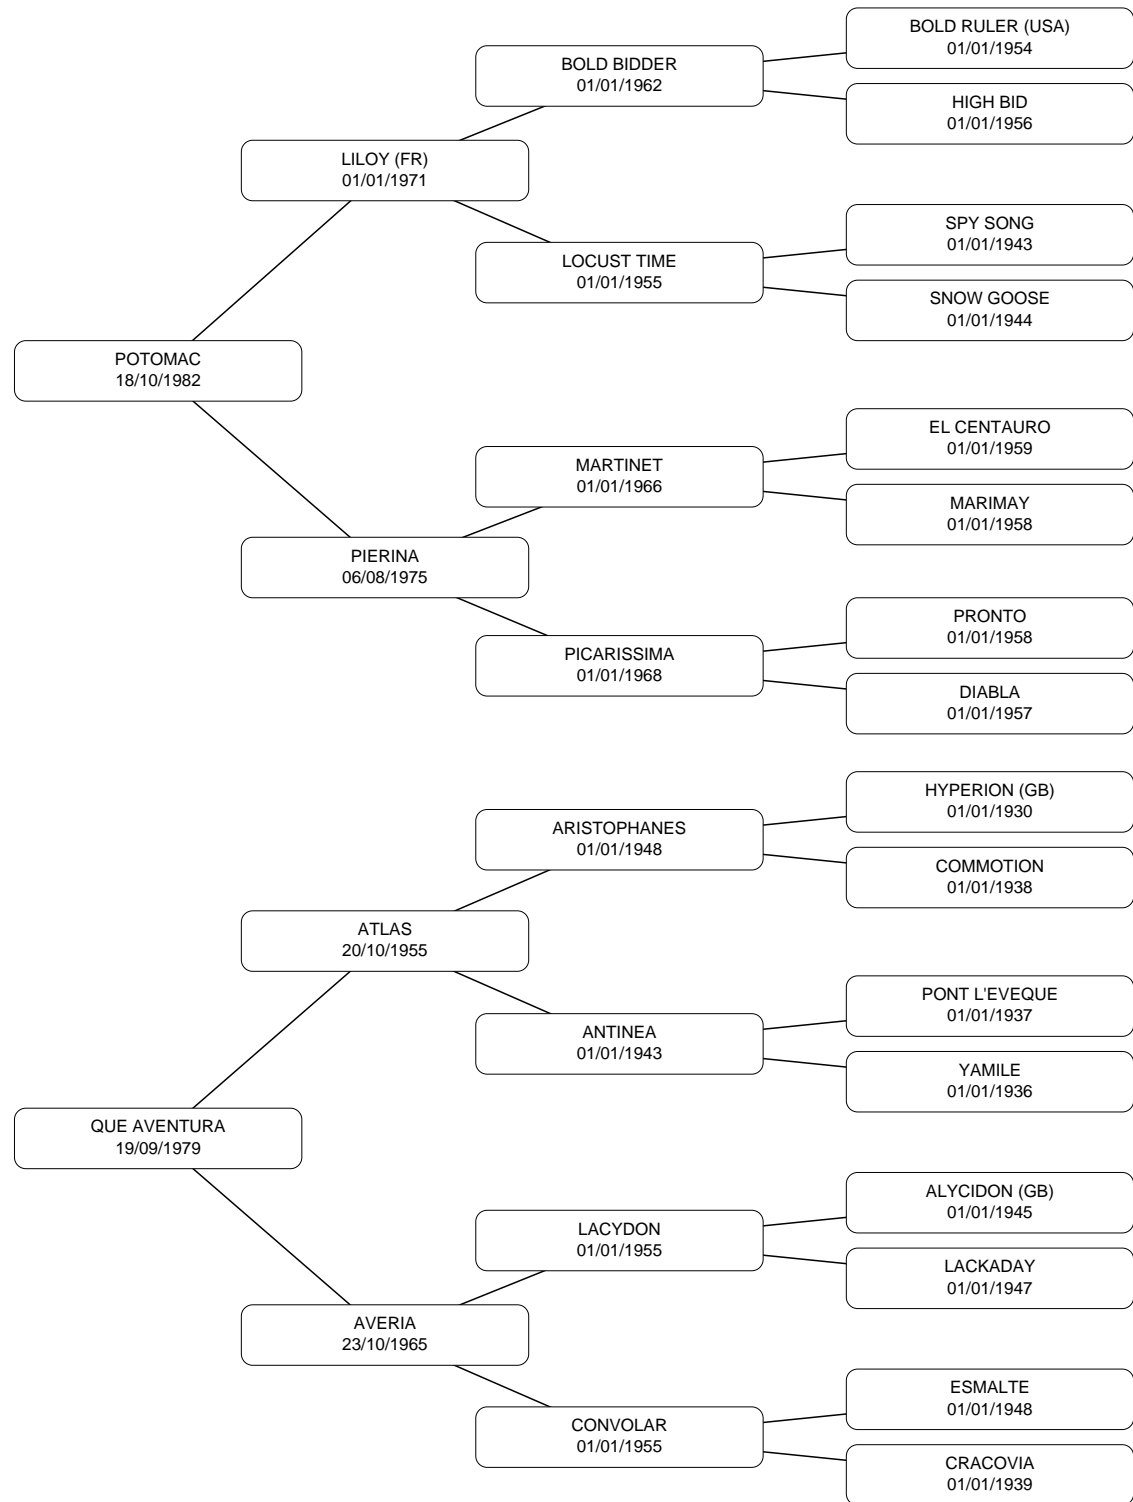 BOLD RULER (USA)
01/01/1954
BOLD BIDDER
01/01/1962
HIGH BID
01/01/1956
LILOY (FR)
01/01/1971
SPY SONG
01/01/1943
LOCUST TIME
01/01/1955
SNOW GOOSE
01/01/1944
POTOMAC
18/10/1982
EL CENTAURO
01/01/1959
MARTINET
01/01/1966
MARIMAY
01/01/1958
PIERINA
06/08/1975
PRONTO
01/01/1958
PICARISSIMA
01/01/1968
DIABLA
01/01/1957
HYPERION (GB)
01/01/1930
ARISTOPHANES
01/01/1948
COMMOTION
01/01/1938
ATLAS
20/10/1955
PONT L'EVEQUE
01/01/1937
ANTINEA
01/01/1943
YAMILE
01/01/1936
QUE AVENTURA
19/09/1979
ALYCIDON (GB)
01/01/1945
LACYDON
01/01/1955
LACKADAY
01/01/1947
AVERIA
23/10/1965
ESMALTE
01/01/1948
CONVOLAR
01/01/1955
CRACOVIA
01/01/1939